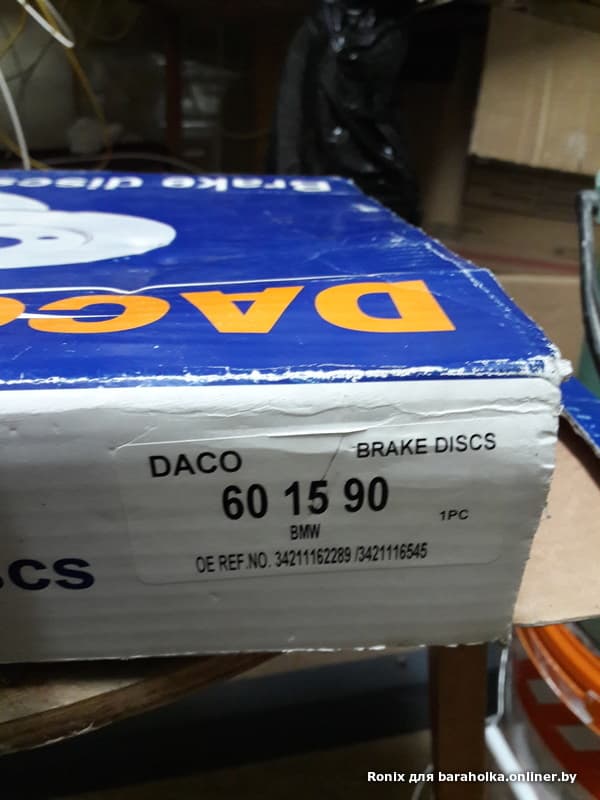 Brake discs
DACO
DACO BRAKE DISCS
60 15 90
1PC
BMW
OE REF.NO. 34211162289 /3421116545
SCS
Ronix для baraholka.onliner.by